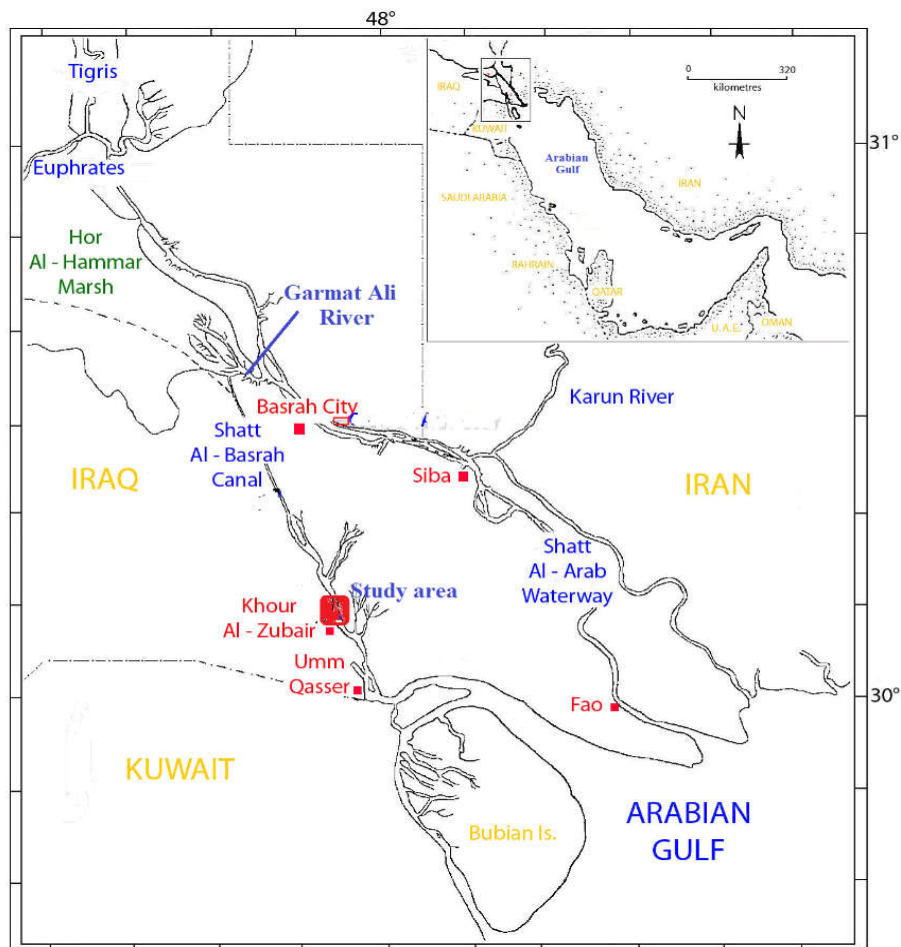 48°
Tigris
Euphrates
Hor
Al - Hammar
Marsh
Garmat Ali
River
Basrah City
Shatt
Al - Basrah
Canal
Siba
Karun River
IRAQ
IRAN
Shatt
Al - Arab
Waterway
Study area
Khour
Al - Zubair
Umm
Qasser
Fao
KUWAIT
Bubian Is.
ARABIAN
GULF
31°
30°
IRAQ
KUWAIT
SAUDI ARABIA
BAHRAIN
QATAR
U.A.E.
OMAN
IRAN
Arabian
Gulf
0 320
kilometres
N